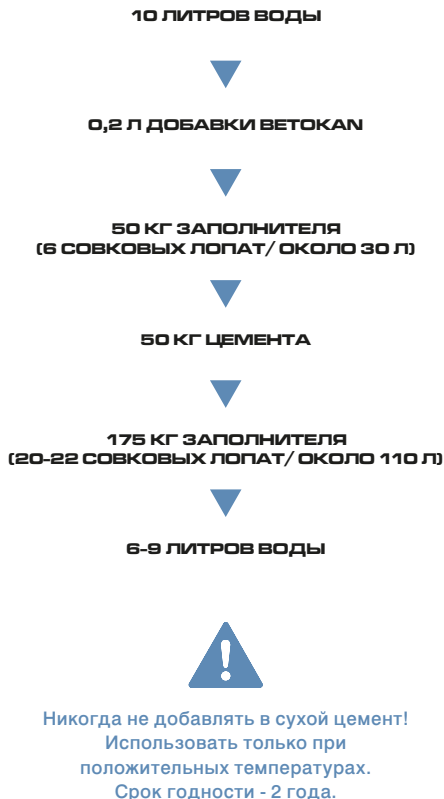 10 ЛИТРОВ ВОДЫ
0,2 Л ДОБАВКИ BETOKAN
50 КГ ЗАПОЛНИТЕЛЯ
(6 СОВКОВЫХ ЛОПАТ/ ОКОЛО 30 Л)
50 КГ ЦЕМЕНТА
175 КГ ЗАПОЛНИТЕЛЯ
(20-22 СОВКОВЫХ ЛОПАТ/ ОКОЛО 110 Л)
6-9 ЛИТРОВ ВОДЫ
Никогда не добавлять в сухой цемент!
Использовать только при
положительных температурах.
Срок годности - 2 года.